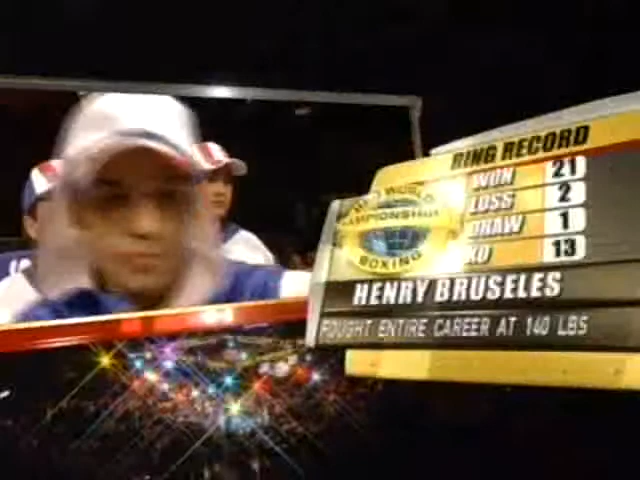 RING RECORD
WON 21
LOSS 2
DRAW 1
KO 13
CHAMPIONSHIP
BOXING
HENRY BRUSELES
FOUGHT ENTIRE CAREER AT 140 LBS